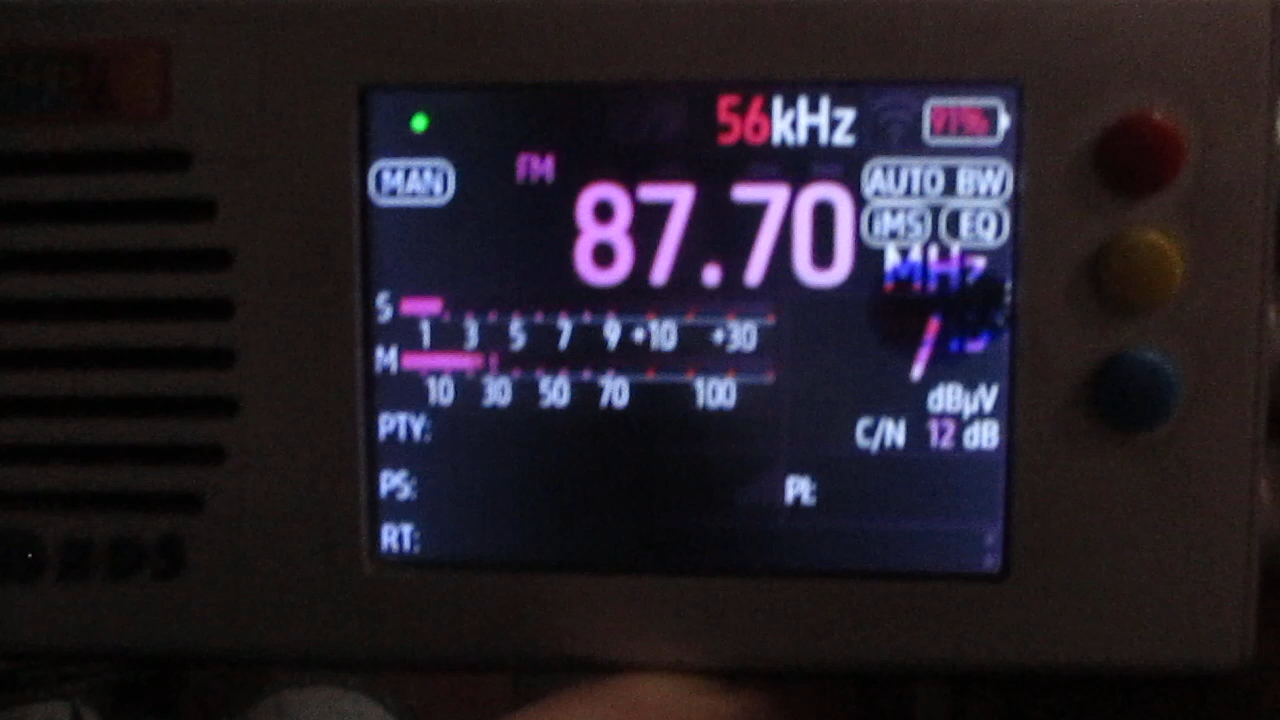 56kHz 91%
MAN FM 87.70 AUTO BW
iMS EQ
MHz
S
1 3 5 7 9 +10 +30
M
10 30 50 70 100
dBµV
PTY: C/N 12 dB
PS: PI:
RT: